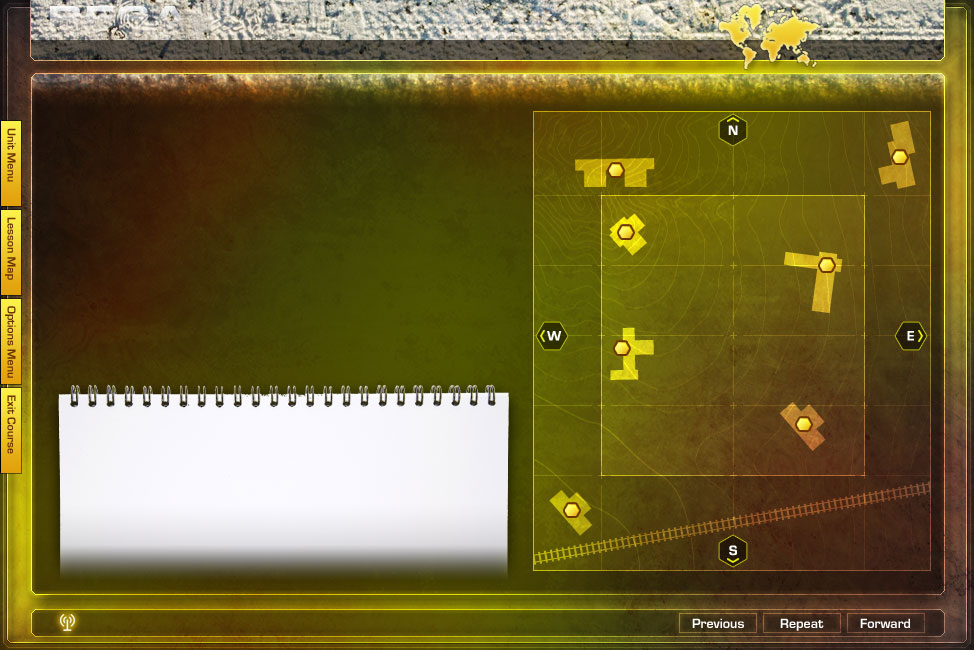 N
W
E
S
Unit Menu
Lesson Map
Options Menu
Exit Course
Previous
Repeat
Forward